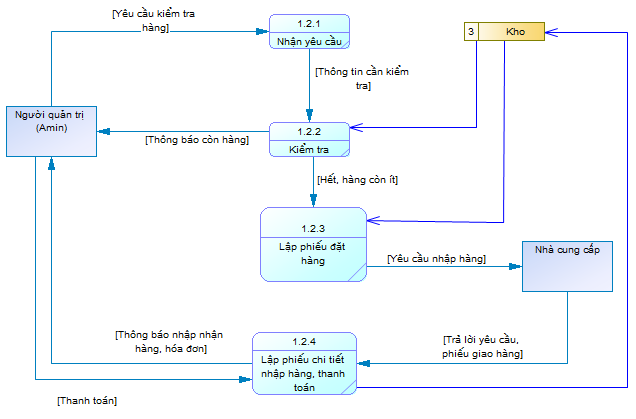 [Yêu cầu kiểm tra
hàng]
1.2.1
Nhận yêu cầu
3 Kho
[Thông tin cần kiểm
tra]
Người quản trị
(Amin)
1.2.2
Kiểm tra
[Thông báo còn hàng]
[Hết, hàng còn ít]
1.2.3
Lập phiếu đặt
hàng
[Yêu cầu nhập hàng]
Nhà cung cấp
[Thông báo nhập nhận
hàng, hóa đơn]
1.2.4
Lập phiếu chi tiết
nhập hàng, thanh
toán
[Trả lời yêu cầu,
phiếu giao hàng]
[Thanh toán]